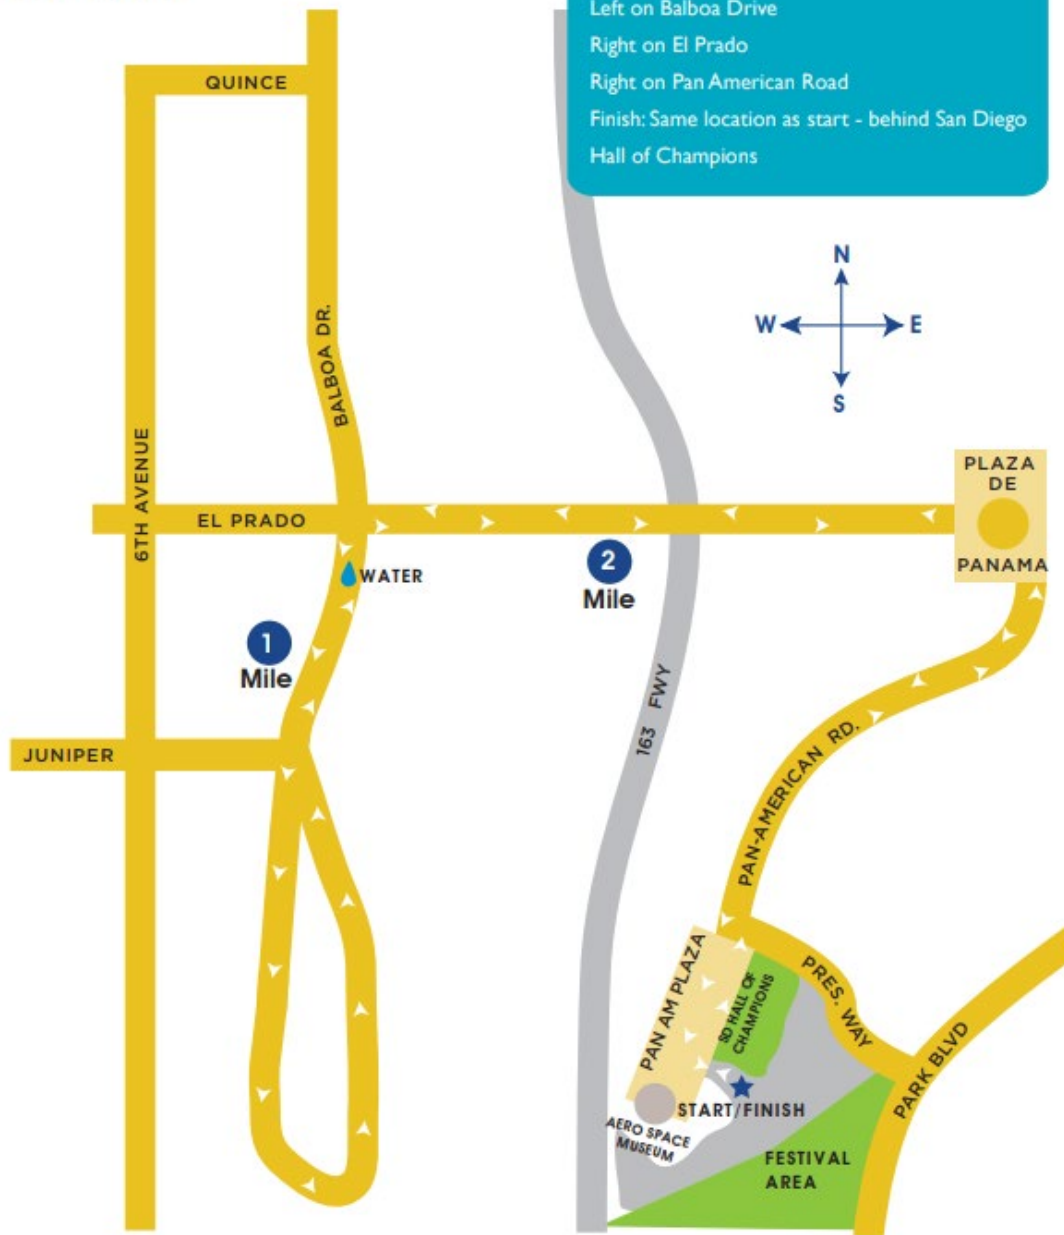 Left on Balboa Drive
Right on El Prado
Right on Pan American Road
Finish: Same location as start - behind San Diego
Hall of Champions
QUINCE
N
W E
S
BALBOA DR.
6TH AVENUE
EL PRADO
PLAZA
DE
PANAMA
WATER
2
Mile
1
Mile
163 FWY
JUNIPER
PAN-AMERICAN RD.
PAN AM PLAZA
SD HALL OF
CHAMPIONS
PRES. WAY
PARK BLVD
START/FINISH
AERO SPACE
MUSEUM
FESTIVAL
AREA